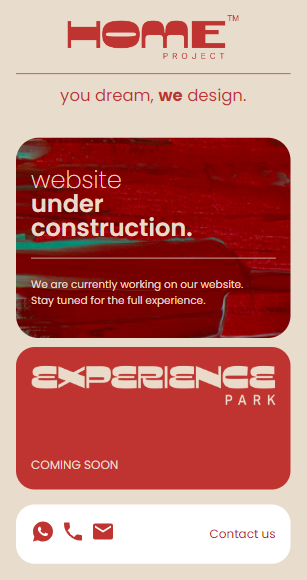 HOME™
PROJECT
you dream, we design.
website
under
construction.
We are currently working on our website.
Stay tuned for the full experience.
EXPERIENCE
PARK
COMING SOON
Contact us